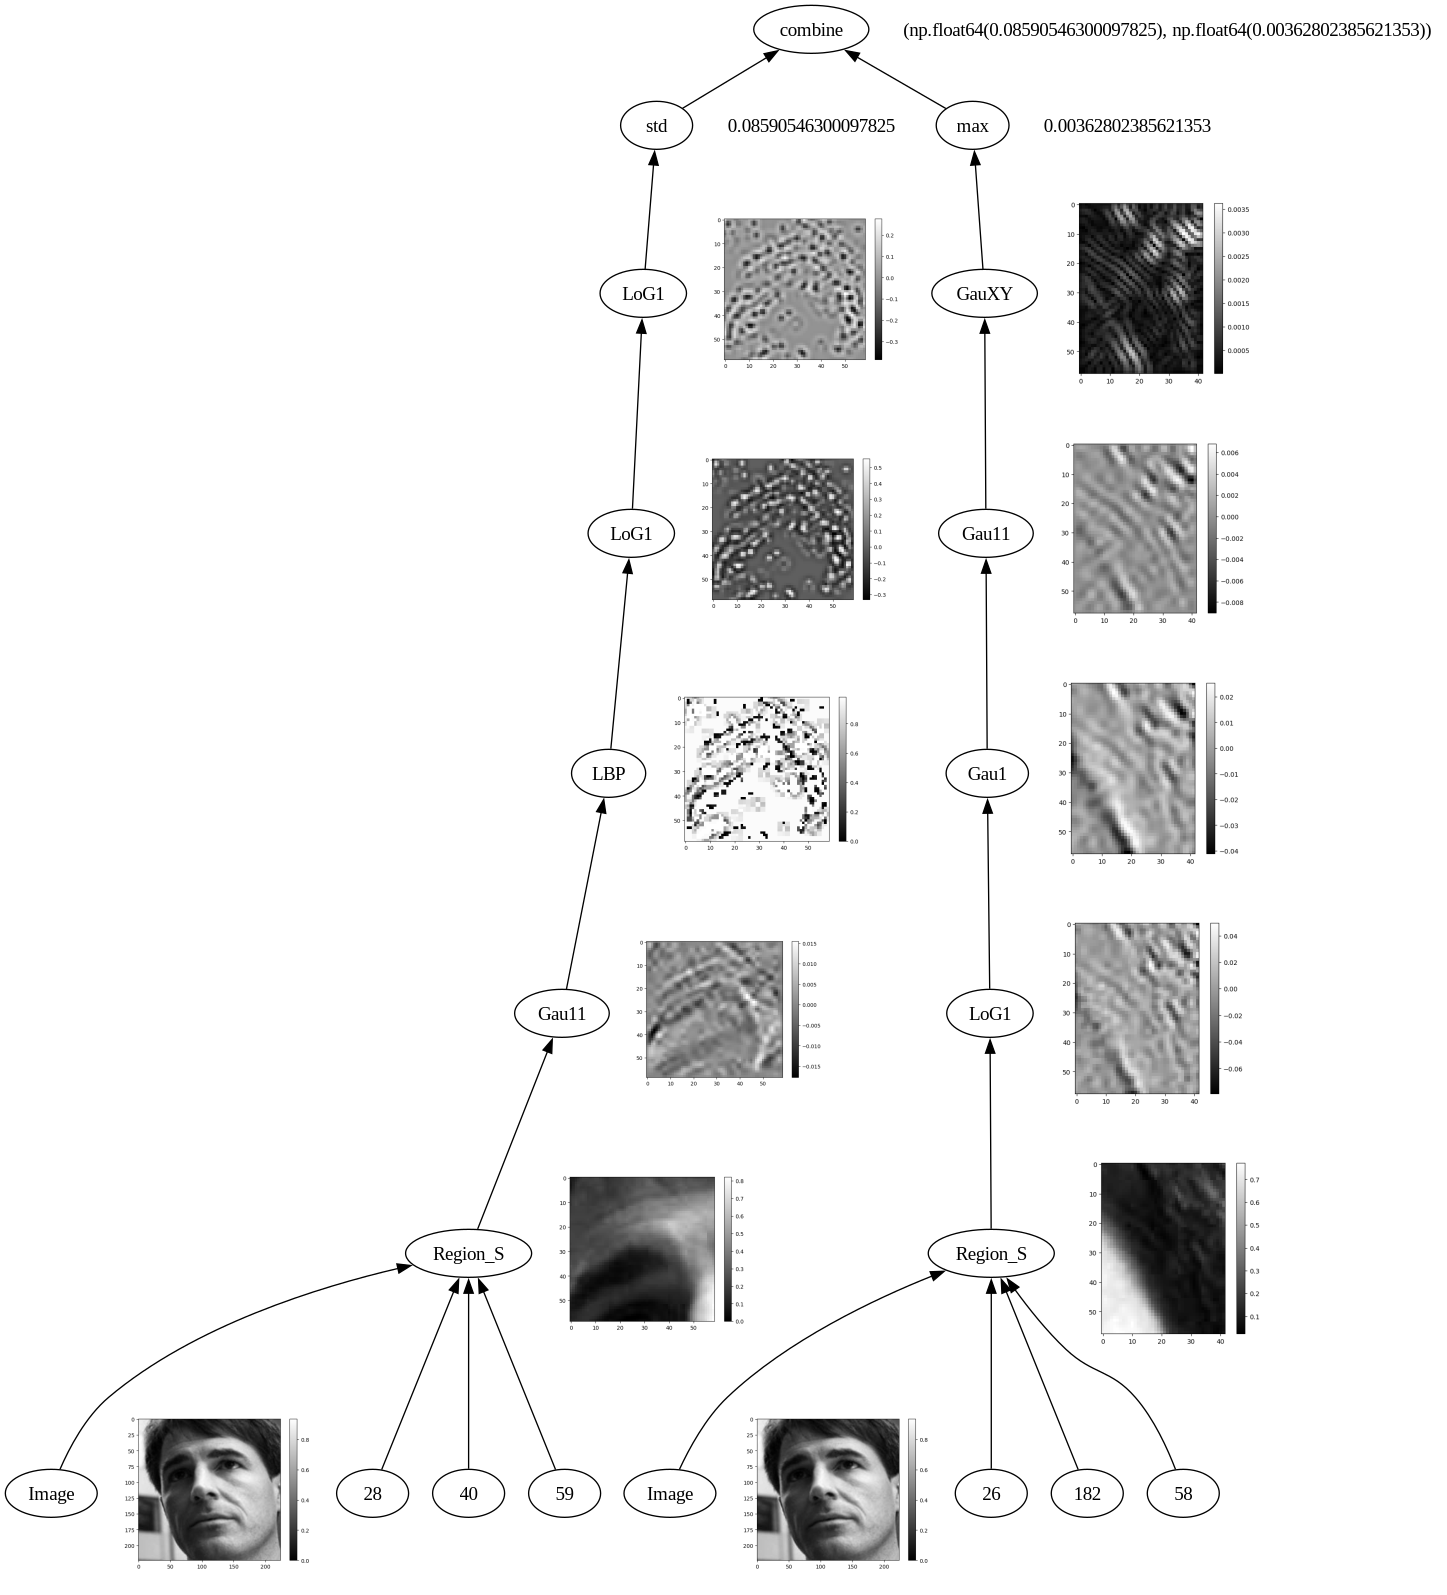 combine (np.float64(0.08590546300097825), np.float64(0.00362802385621353))
std 0.08590546300097825 max 0.00362802385621353
LoG1 GauXY
LoG1 Gau11
LBP Gau1
Gau11 LoG1
Region_S Region_S
Image 28 40 59 Image 26 182 58